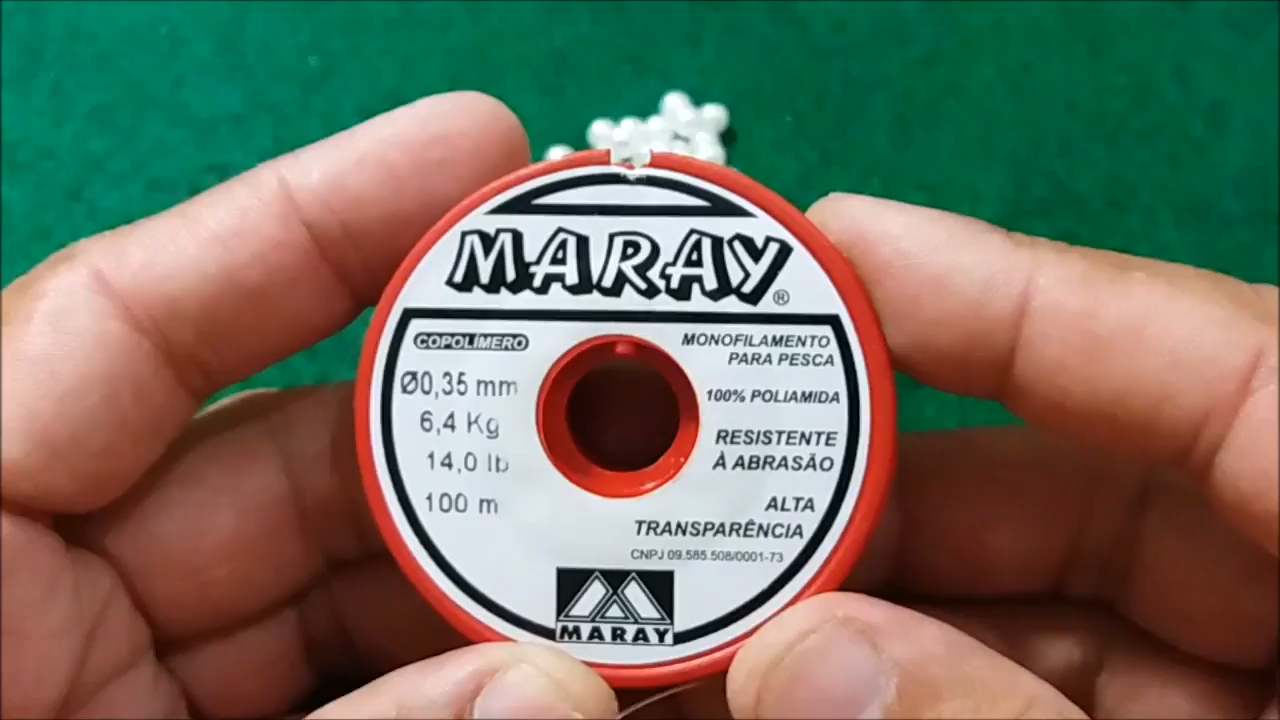 MARAY®
COPOLÍMERO
Ø0,35 mm
6,4 Kg
14,0 lb
100 m
MONOFILAMENTO
PARA PESCA
100% POLIAMIDA
RESISTENTE
À ABRASÃO
ALTA
TRANSPARÊNCIA
CNPJ 09.585.508/0001-73
MARAY